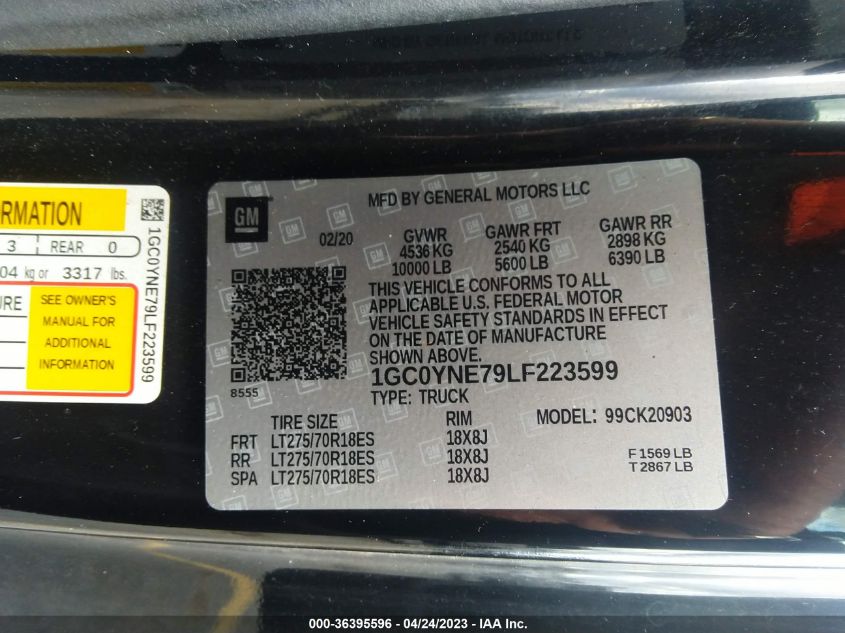 RMATION
3 REAR 0
04 kg or 3317 lbs.
URE
SEE OWNER'S
MANUAL FOR
ADDITIONAL
INFORMATION
1GC0YNE79LF223599
GM
MFD BY GENERAL MOTORS LLC
02/20
GVWR GAWR FRT GAWR RR
4536 KG 2540 KG 2898 KG
10000 LB 5600 LB 6390 LB
THIS VEHICLE CONFORMS TO ALL
APPLICABLE U.S. FEDERAL MOTOR
VEHICLE SAFETY STANDARDS IN EFFECT
ON THE DATE OF MANUFACTURE
SHOWN ABOVE.
8555
1GC0YNE79LF223599
TYPE: TRUCK
MODEL: 99CK20903
TIRE SIZE RIM
FRT LT275/70R18ES 18X8J
RR LT275/70R18ES 18X8J
SPA LT275/70R18ES 18X8J
F 1569 LB
T 2867 LB
000-36395596 / 04/24/2023 / IAA Inc.